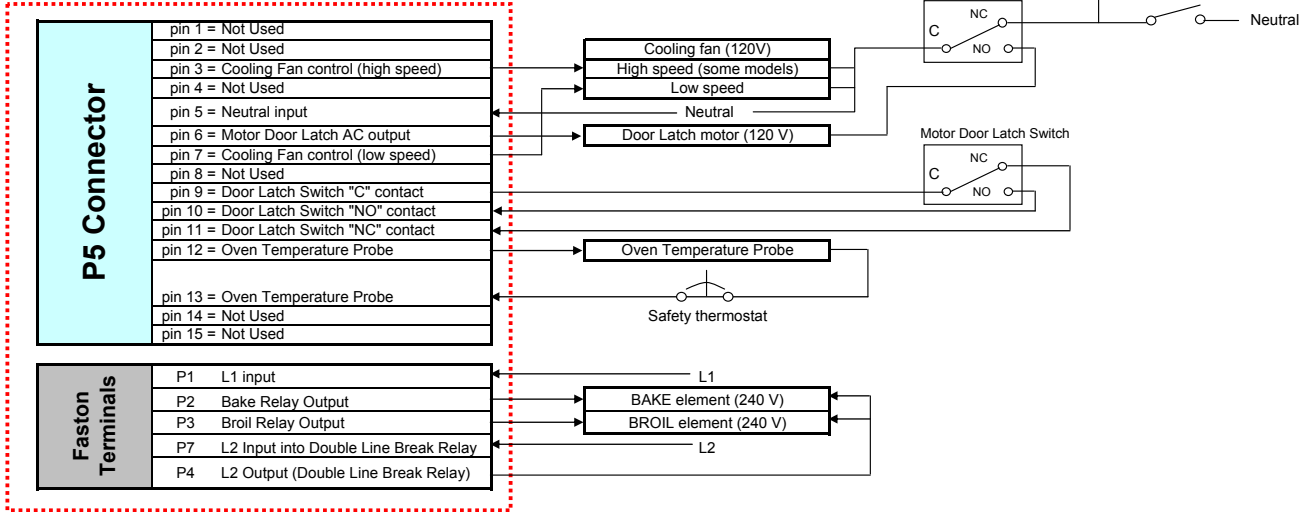 NC
C
NO
Neutral
P5 Connector
pin 1 = Not Used
pin 2 = Not Used
pin 3 = Cooling Fan control (high speed)
pin 4 = Not Used
pin 5 = Neutral input
pin 6 = Motor Door Latch AC output
pin 7 = Cooling Fan control (low speed)
pin 8 = Not Used
pin 9 = Door Latch Switch "C" contact
pin 10 = Door Latch Switch "NO" contact
pin 11 = Door Latch Switch "NC" contact
pin 12 = Oven Temperature Probe
pin 13 = Oven Temperature Probe
pin 14 = Not Used
pin 15 = Not Used
Cooling fan (120V)
High speed (some models)
Low speed
Neutral
Door Latch motor (120 V)
Motor Door Latch Switch
NC
C
NO
Oven Temperature Probe
Safety thermostat
Faston
Terminals
P1 L1 input
P2 Bake Relay Output
P3 Broil Relay Output
P7 L2 Input into Double Line Break Relay
P4 L2 Output (Double Line Break Relay)
L1
BAKE element (240 V)
BROIL element (240 V)
L2